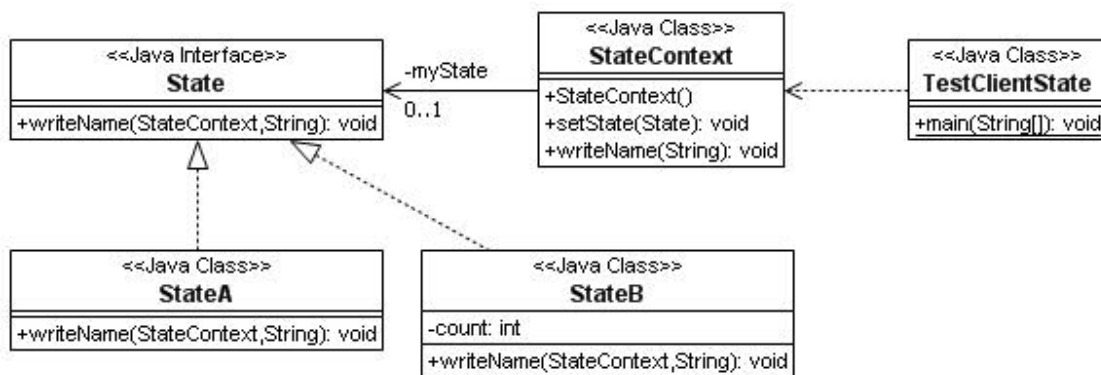 <<Java Interface>>
State
+writeName(StateContext,String): void
-myState
0..1
<<Java Class>>
StateContext
+StateContext()
+setState(State): void
+writeName(String): void
<<Java Class>>
TestClientState
+main(String[]): void
<<Java Class>>
StateA
+writeName(StateContext,String): void
<<Java Class>>
StateB
-count: int
+writeName(StateContext,String): void